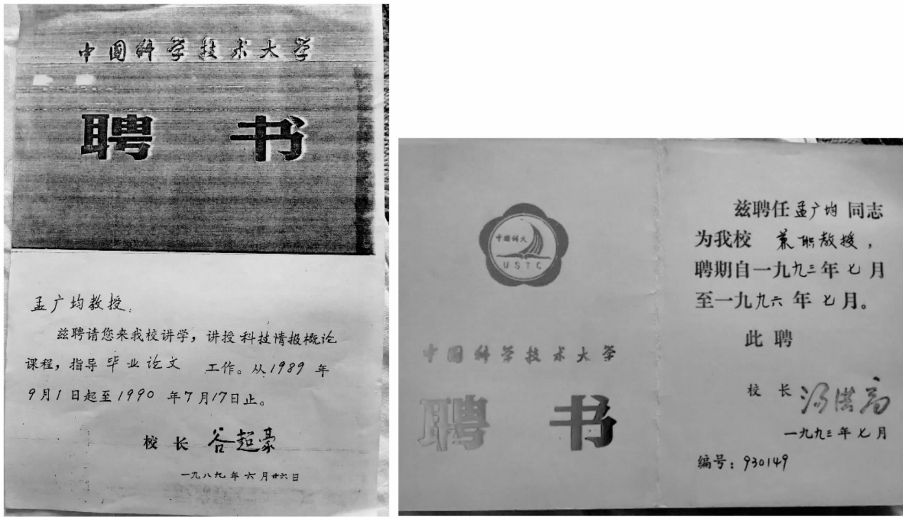 中国科学技术大学
聘书
孟广均教授：
兹聘请您来我校讲学，讲授科技情报概论
课程，指导毕业论文 工作。从1989年
9月1日起至1990年7月17日止。
校 长 谷超豪
一九八九年六月廿六日
中国科大
USTC
中国科学技术大学
聘书
兹聘任孟广均同志
为我校 兼职教授，
聘期自一九九三年七月
至一九九六年七月。
此聘
校 长 汤洪高
一九九三年七月
编号：930149